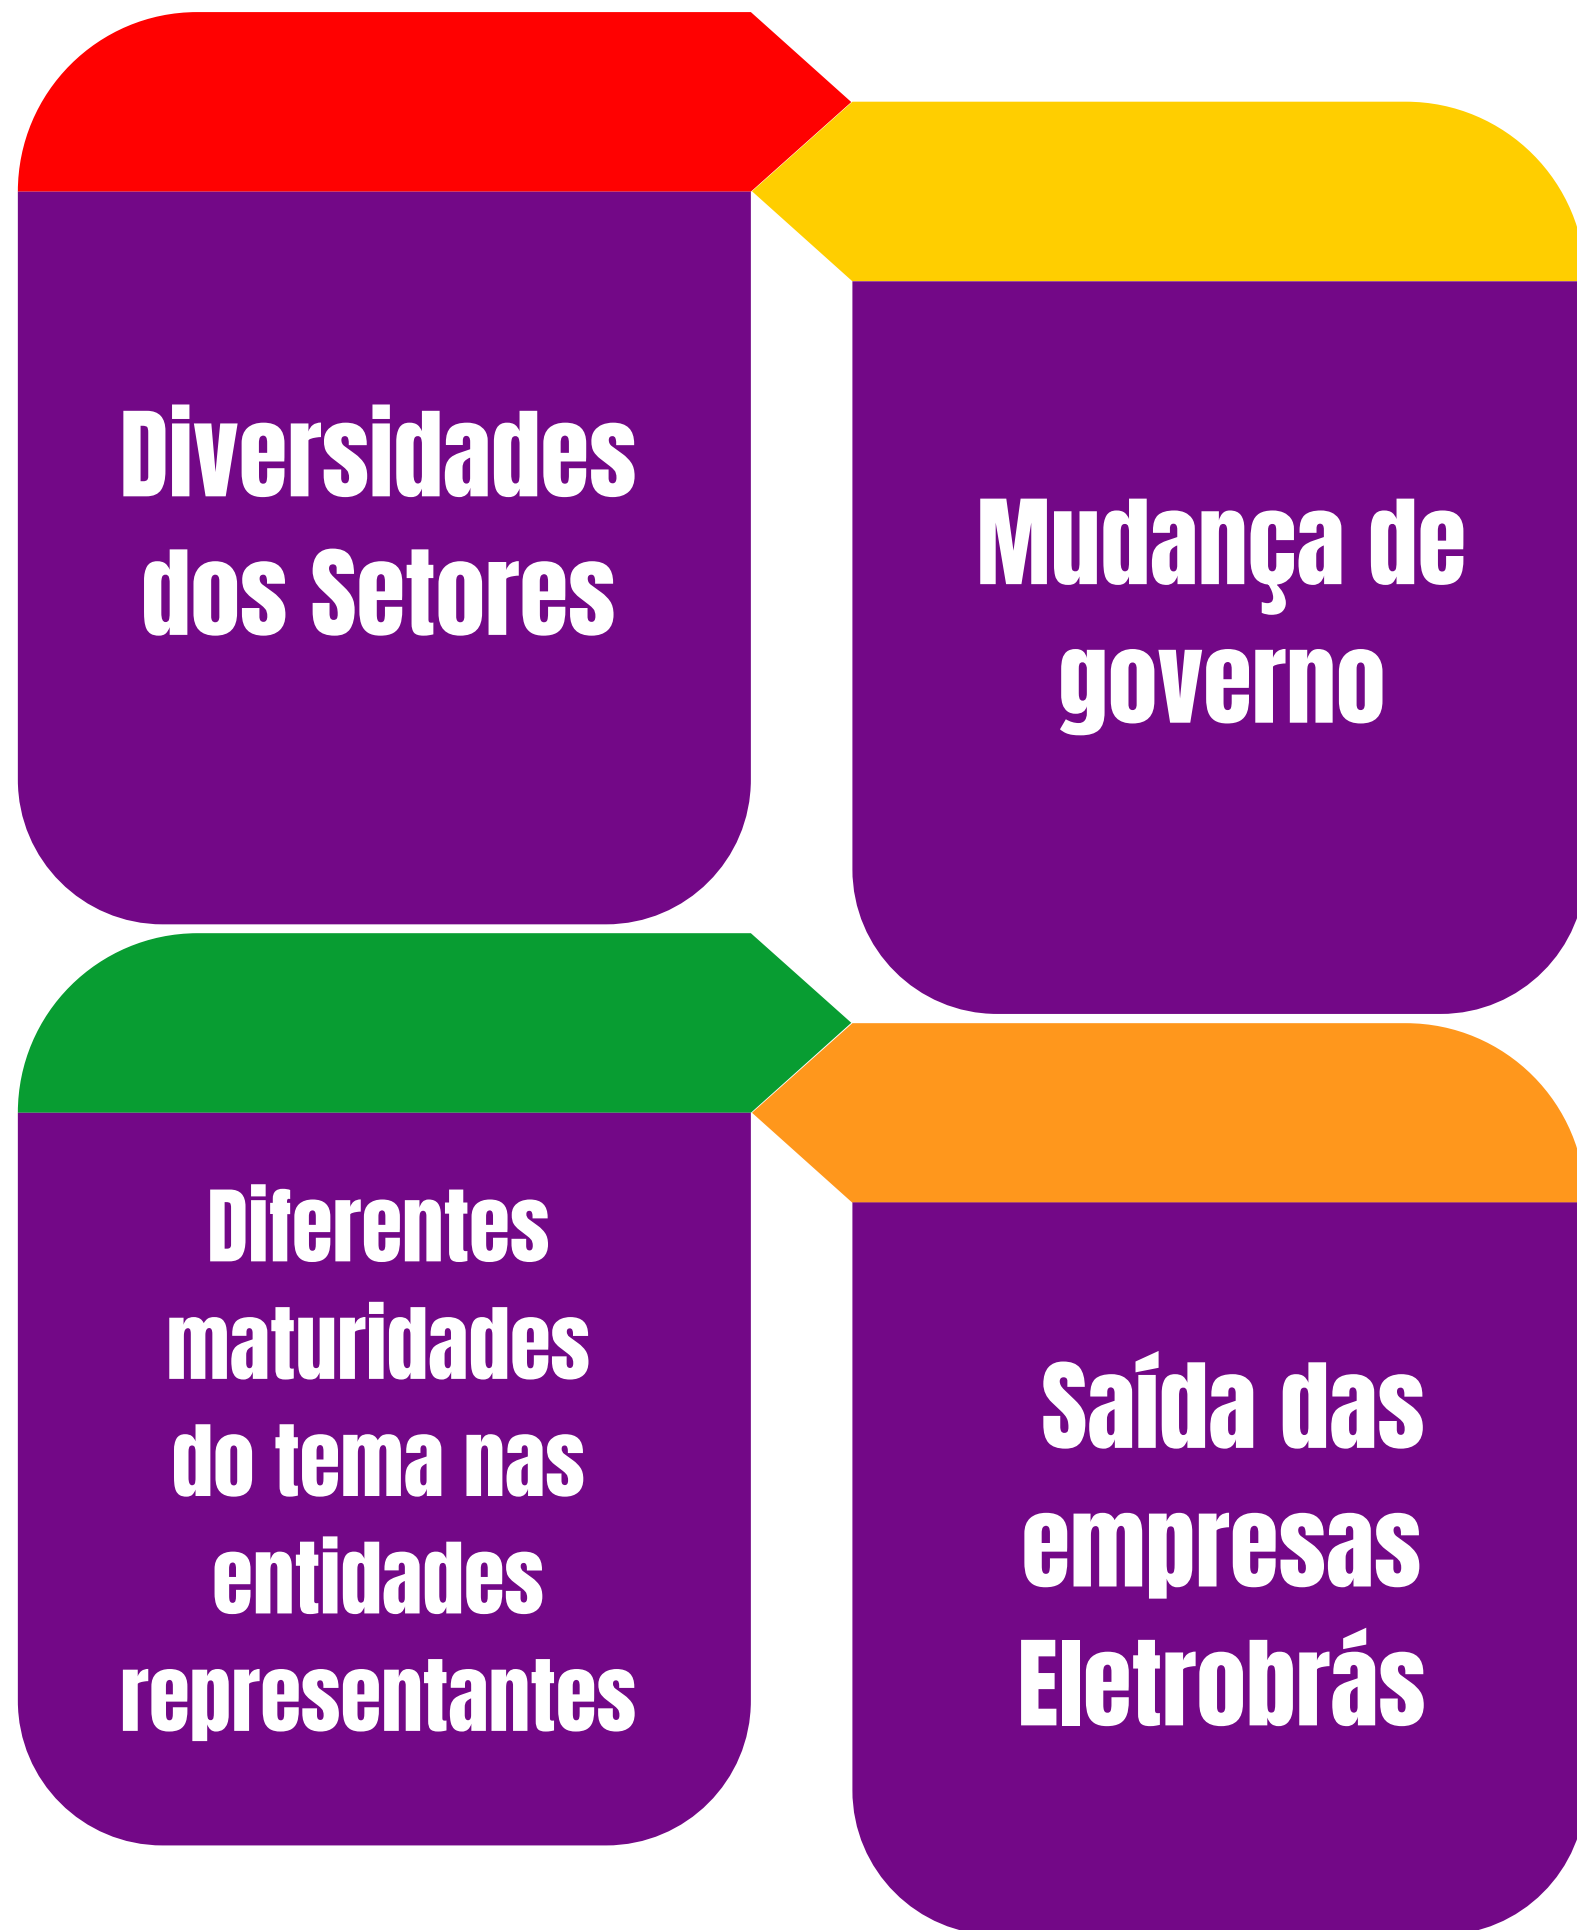 Diversidades
dos Setores
Mudança de
governo
Diferentes
maturidades
do tema nas
entidades
representantes
Saída das
empresas
Eletrobrás